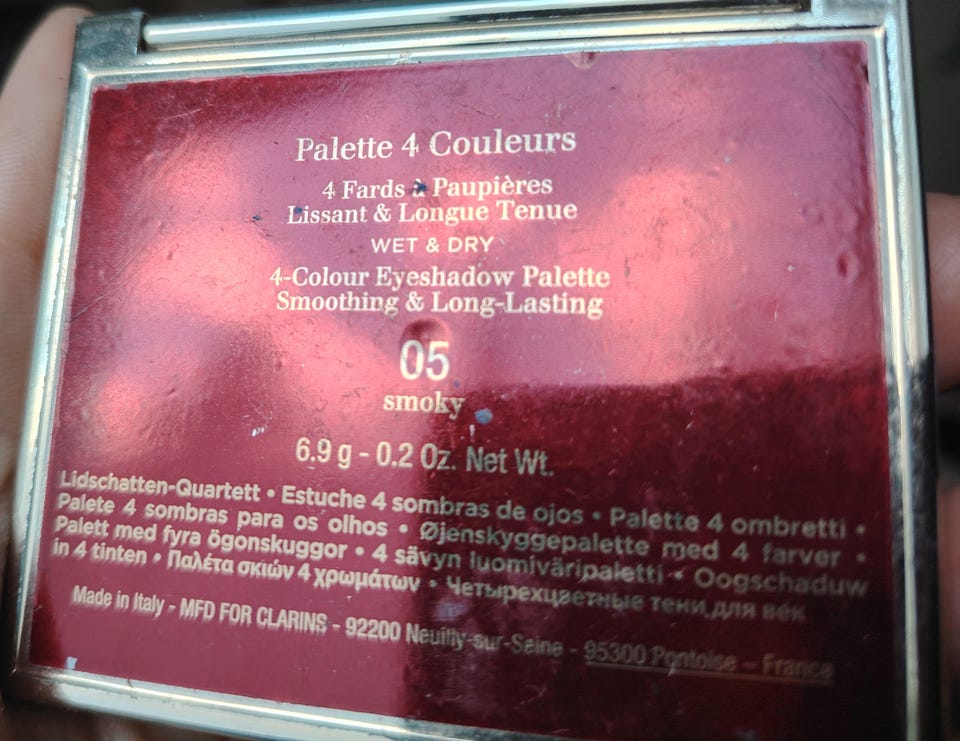 Palette 4 Couleurs
4 Fards à Paupières
Lissant & Longue Tenue
WET & DRY
4-Colour Eyeshadow Palette
Smoothing & Long-Lasting
05
smoky
6.9 g - 0.2 Oz. Net Wt.
Lidschatten-Quartett • Estuche 4 sombras de ojos • Palette 4 ombretti •
Palete 4 sombras para os olhos • Øjenskyggepalette med 4 farver •
Palett med fyra ögonskuggor • 4 sävyn luomiväripaletti • Oogschaduw
in 4 tinten • Παλέτα σκιών 4 χρωμάτων • Четырехцветные тени для век
Made in Italy - MFD FOR CLARINS - 92200 Neuilly-sur-Seine - 95300 Pontoise - France